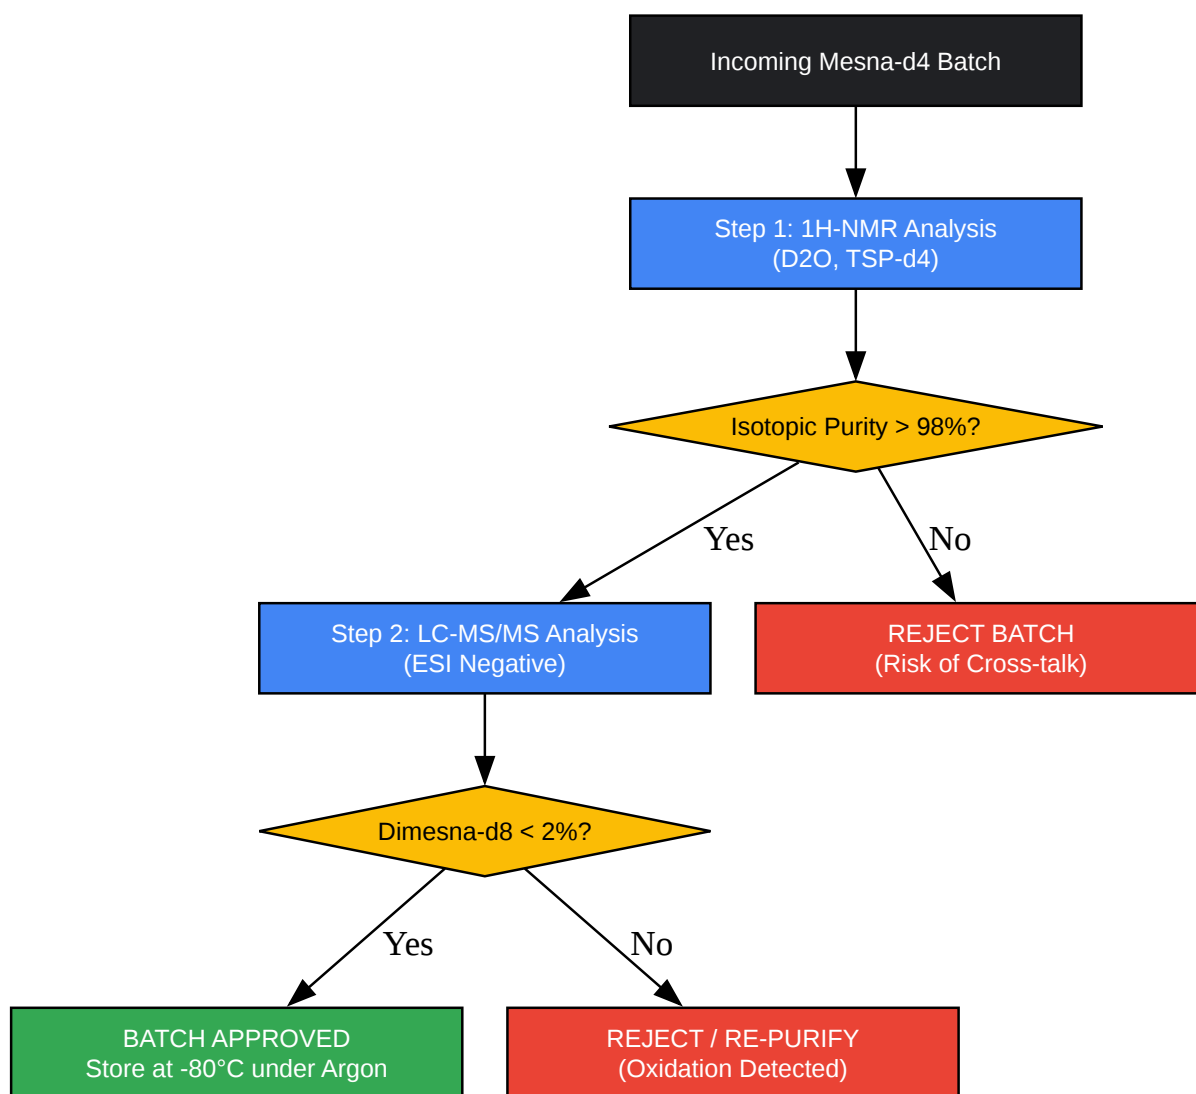 Incoming Mesna-d4 Batch
Step 1: 1H-NMR Analysis
(D2O, TSP-d4)
Isotopic Purity > 98%?
Yes
No
Step 2: LC-MS/MS Analysis
(ESI Negative)
REJECT BATCH
(Risk of Cross-talk)
Dimesna-d8 < 2%?
Yes
No
BATCH APPROVED
Store at -80°C under Argon
REJECT / RE-PURIFY
(Oxidation Detected)